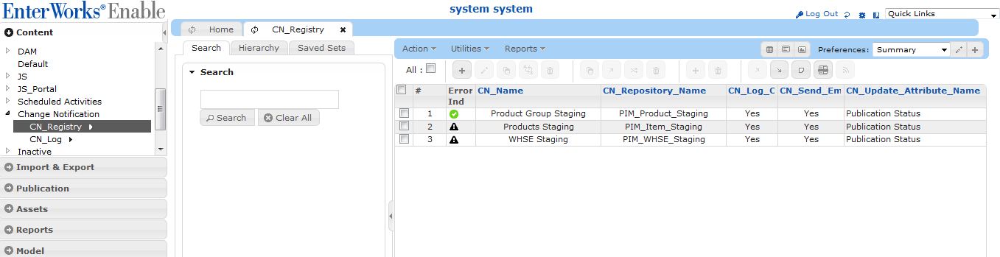 EnterWorks® Enable
system system
Log Out
Quick Links
Content
DAM
Default
JS
JS_Portal
Scheduled Activities
Change Notification
CN_Registry
CN_Log
Inactive
Import & Export
Publication
Assets
Reports
Model
Home
CN_Registry
Search Hierarchy Saved Sets
Search
Search Clear All
Action Utilities Reports
Preferences: Summary
All :
# Error Ind CN_Name CN_Repository_Name CN_Log_C CN_Send_Em CN_Update_Attribute_Name
1 Product Group Staging PIM_Product_Staging Yes Yes Publication Status
2 Products Staging PIM_Item_Staging Yes Yes Publication Status
3 WHSE Staging PIM_WHSE_Staging Yes Yes Publication Status